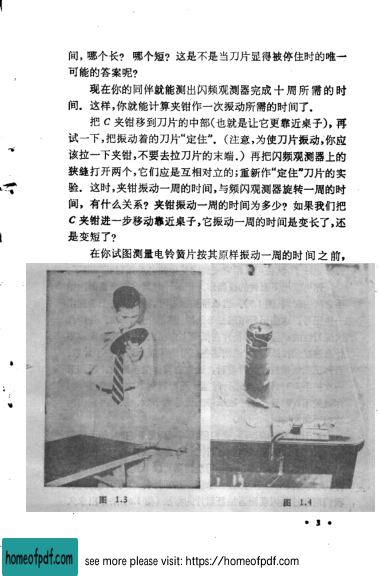 间，哪个长？ 哪个短？ 这是不是当刀片显得被停住时的唯一
可能的答案呢？
现在你的同伴就能测出闪频观测器完成十周所需的时
间．这样，你就能计算夹钳作一次振动所需的时间了．
把 C 夹钳移到刀片的中部(也就是让它更靠近桌子)，再
试一下，把振动着的刀片“定住”．(注意，为使刀片振动，你应
该拉一下夹钳，不要去拉刀片的末端．) 再把闪频观测器上的
狭缝打开两个，它们应是互相对立的；重新作“定住”刀片的实
验．这时，夹钳振动一周的时间，与频闪观测器旋转一周的时
间，有什么关系？夹钳振动一周的时间为多少？如果我们把
C 夹钳进一步移动靠近桌子，它振动一周的时间是变长了，还
是变短了？
在你试图测量电铃簧片按其原样振动一周的时间之前，
图 1.3
图 1.4
• 3 •
homeofpdf.com
see more please visit: https://homeofpdf.com